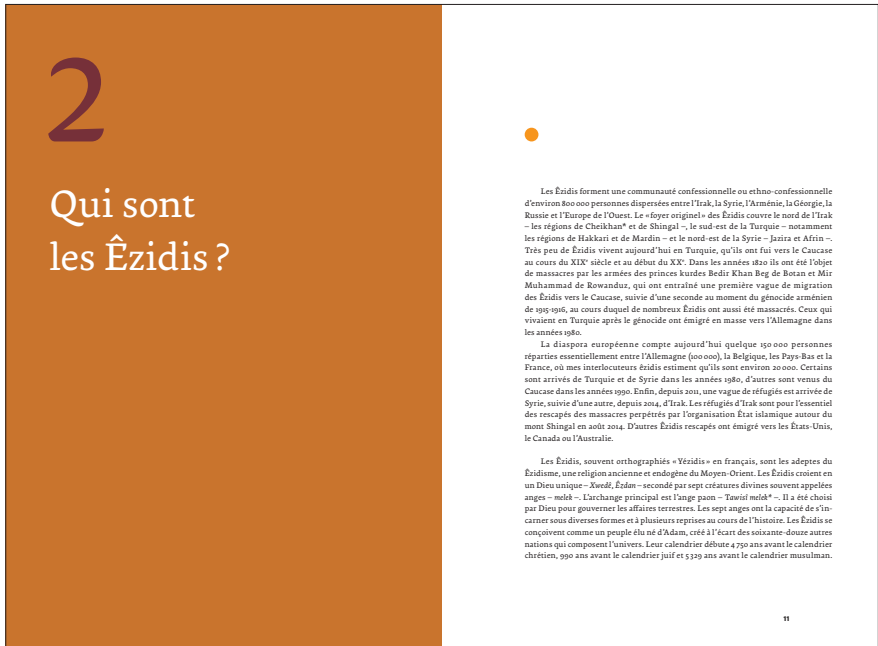 2
Qui sont
les Êzidis ?
Les Êzidis forment une communauté confessionnelle ou ethno-confessionnelle
d'environ 800 000 personnes dispersées entre l'Irak, la Syrie, l'Arménie, la Géorgie, la
Russie et l'Europe de l'Ouest. Le « foyer originel » des Êzidis couvre le nord de l'Irak
– les régions de Cheikhan* et de Shingal –, le sud-est de la Turquie – notamment
les régions de Hakkari et de Mardin – et le nord-est de la Syrie – Jazira et Afrin –.
Très peu de Êzidis vivent aujourd'hui en Turquie, qu'ils ont fui vers le Caucase
au cours du XIXe siècle et au début du XXe. Dans les années 1820 ils ont été l'objet
de massacres par les armées des princes kurdes Bedir Khan Beg de Botan et Mir
Muhammad de Rowanduz, qui ont entraîné une première vague de migration
des Êzidis vers le Caucase, suivie d'une seconde au moment du génocide arménien
de 1915-1916, au cours duquel de nombreux Êzidis ont aussi été massacrés. Ceux qui
vivaient en Turquie après le génocide ont émigré en masse vers l'Allemagne dans
les années 1980.
La diaspora européenne compte aujourd'hui quelque 150 000 personnes
réparties essentiellement entre l'Allemagne (100 000), la Belgique, les Pays-Bas et la
France, où mes interlocuteurs êzidis estiment qu'ils sont environ 20 000. Certains
sont arrivés de Turquie et de Syrie dans les années 1980, d'autres sont venus du
Caucase dans les années 1990. Enfin, depuis 2011, une vague de réfugiés est arrivée de
Syrie, suivie d'une autre, depuis 2014, d'Irak. Les réfugiés d'Irak sont pour l'essentiel
des rescapés des massacres perpétrés par l'organisation État islamique autour du
mont Shingal en août 2014. D'autres Êzidis rescapés ont émigré vers les États-Unis,
le Canada ou l'Australie.
Les Êzidis, souvent orthographiés « Yézidis » en français, sont les adeptes du
Êzidisme, une religion ancienne et endogène du Moyen-Orient. Les Êzidis croient en
un Dieu unique – Xwedê, Êzdan – secondé par sept créatures divines souvent appelées
anges – melek –. L'archange principal est l'ange paon – Tawisî melek* –. Il a été choisi
par Dieu pour gouverner les affaires terrestres. Les sept anges ont la capacité de s'in-
carner sous diverses formes et à plusieurs reprises au cours de l'histoire. Les Êzidis se
conçoivent comme un peuple élu né d'Adam, créé à l'écart des soixante-douze autres
nations qui composent l'univers. Leur calendrier débute 4 750 ans avant le calendrier
chrétien, 990 ans avant le calendrier juif et 5 329 ans avant le calendrier musulman.
11